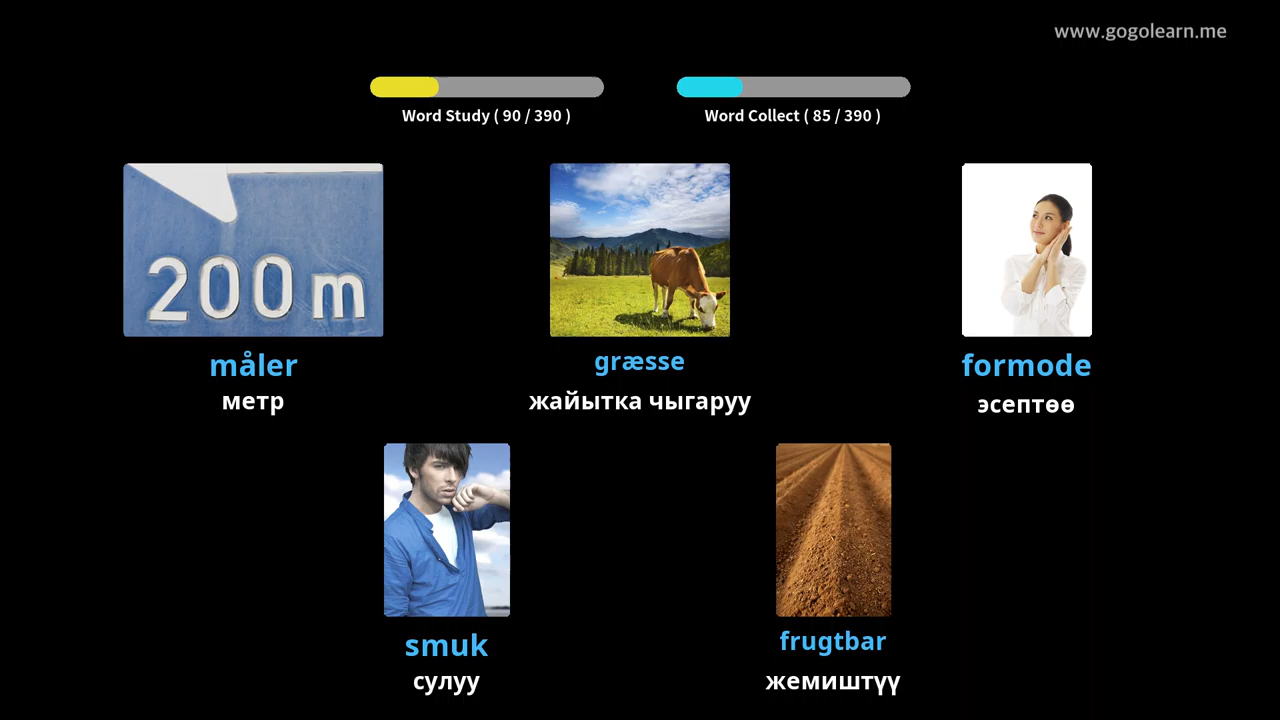 www.gogolearn.me
Word Study ( 90 / 390 )
Word Collect ( 85 / 390 )
200 m
måler
метр
græsse
жайытка чыгаруу
formode
эсептөө
smuk
сулуу
frugtbar
жемиштүү